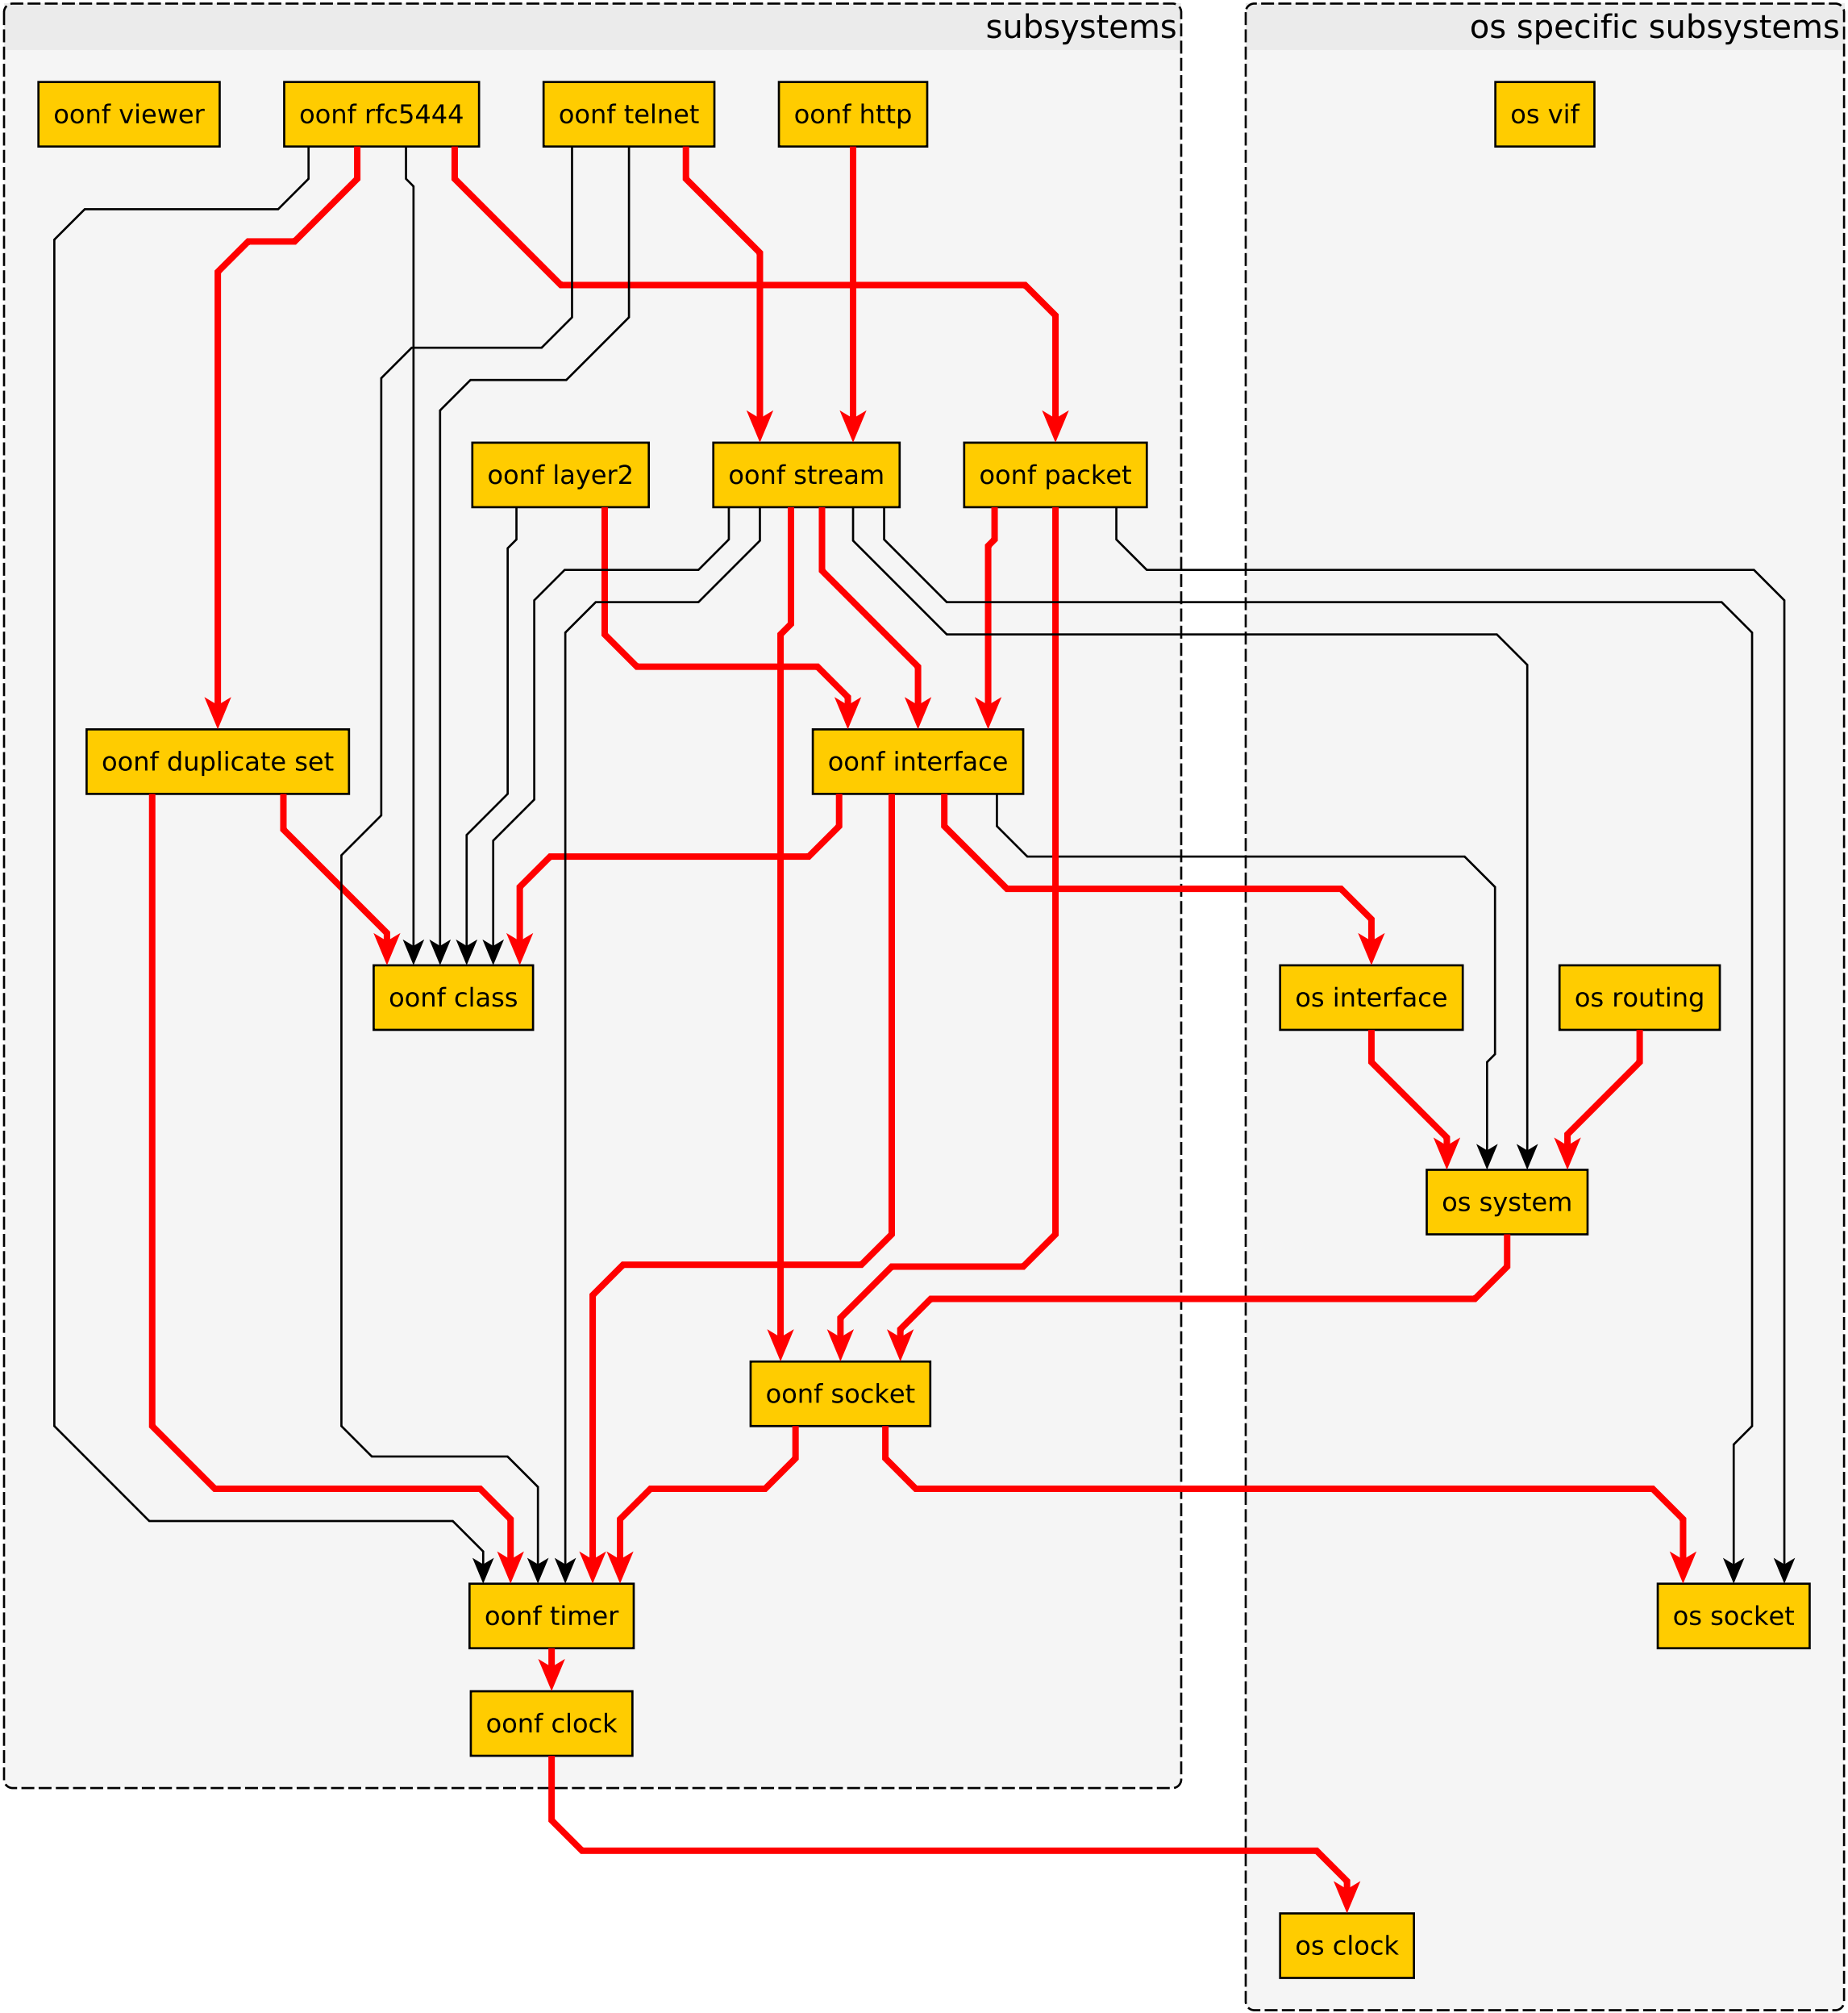 subsystems
os specific subsystems
oonf viewer
oonf rfc5444
oonf telnet
oonf http
os vif
oonf layer2
oonf stream
oonf packet
oonf duplicate set
oonf interface
oonf class
os interface
os routing
os system
oonf socket
oonf timer
os socket
oonf clock
os clock